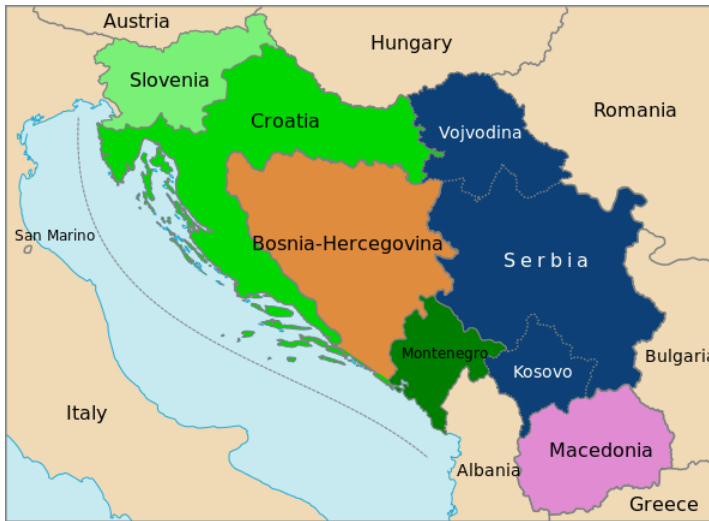 Austria
Hungary
Slovenia
Romania
Croatia
Vojvodina
San Marino
Bosnia-Hercegovina
Serbia
Montenegro
Bulgaria
Kosovo
Italy
Macedonia
Albania
Greece